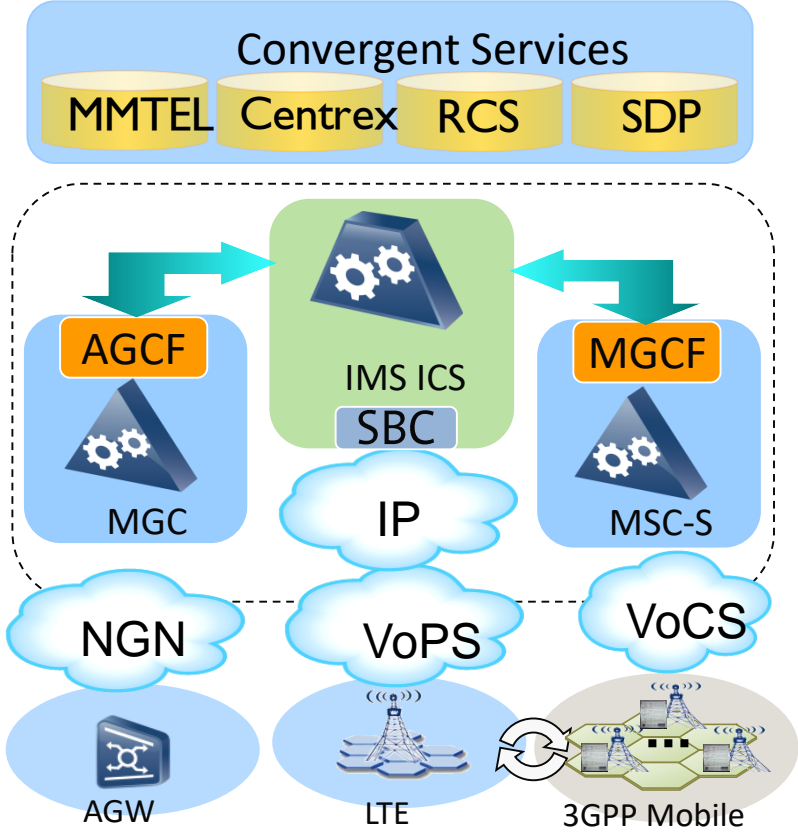 Convergent Services
MMTEL
Centrex
RCS
SDP
AGCF
MGCF
IMS ICS
SBC
MGC
IP
MSC-S
NGN
VoPS
VoCS
AGW
LTE
3GPP Mobile